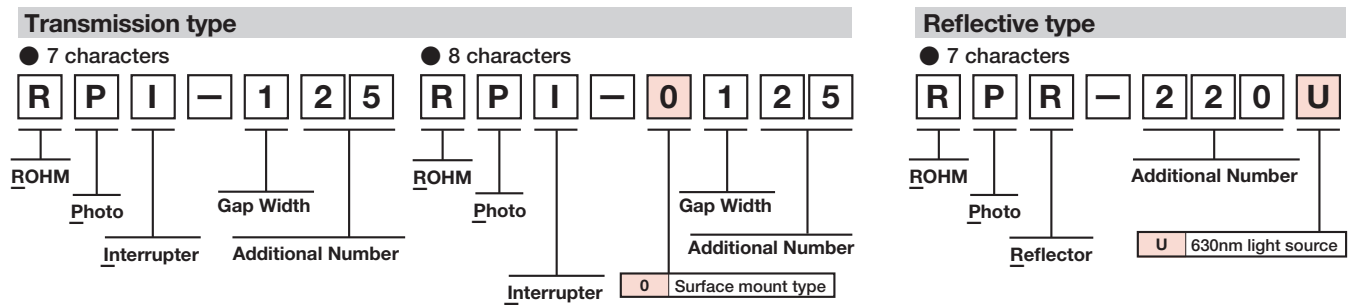 Transmission type
● 7 characters
R P I – 1 2 5
ROHM
Photo
Interrupter
Gap Width
Additional Number
● 8 characters
R P I – 0 1 2 5
ROHM
Photo
Interrupter
0 Surface mount type
Gap Width
Additional Number
Reflective type
● 7 characters
R P R – 2 2 0 U
ROHM
Photo
Reflector
Additional Number
U 630nm light source